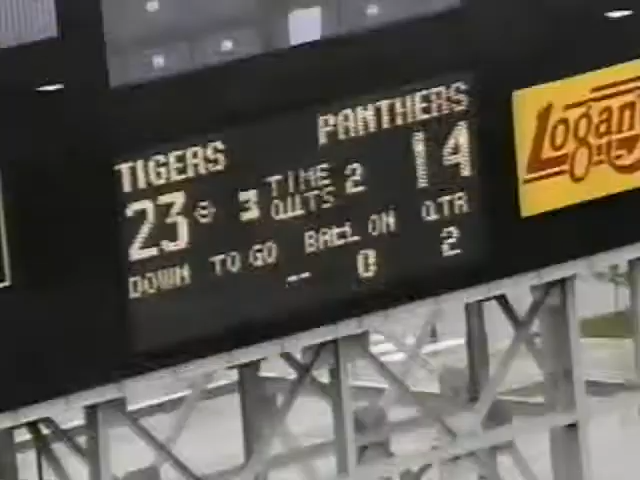 TIGERS PANTHERS
23 3 TIME OUTS 2 14
DOWN TO GO BALL ON QTR
-- 0 2
Logan